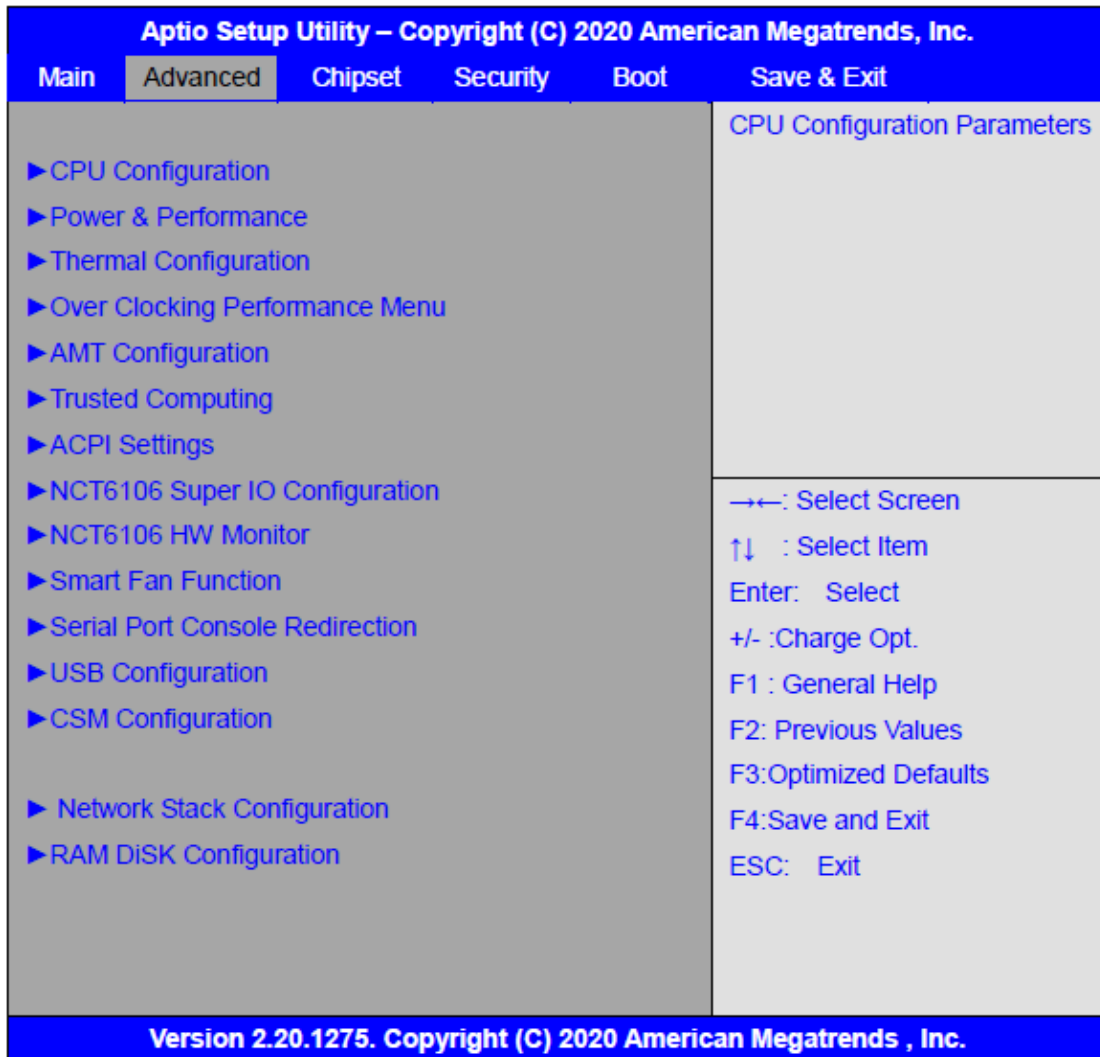 Aptio Setup Utility – Copyright (C) 2020 American Megatrends, Inc.
Main Advanced Chipset Security Boot Save & Exit
►CPU Configuration
►Power & Performance
►Thermal Configuration
►Over Clocking Performance Menu
►AMT Configuration
►Trusted Computing
►ACPI Settings
►NCT6106 Super IO Configuration
►NCT6106 HW Monitor
►Smart Fan Function
►Serial Port Console Redirection
►USB Configuration
►CSM Configuration
► Network Stack Configuration
►RAM DiSK Configuration
CPU Configuration Parameters
→←: Select Screen
↑↓ : Select Item
Enter: Select
+/- :Charge Opt.
F1 : General Help
F2: Previous Values
F3:Optimized Defaults
F4:Save and Exit
ESC: Exit
Version 2.20.1275. Copyright (C) 2020 American Megatrends , Inc.